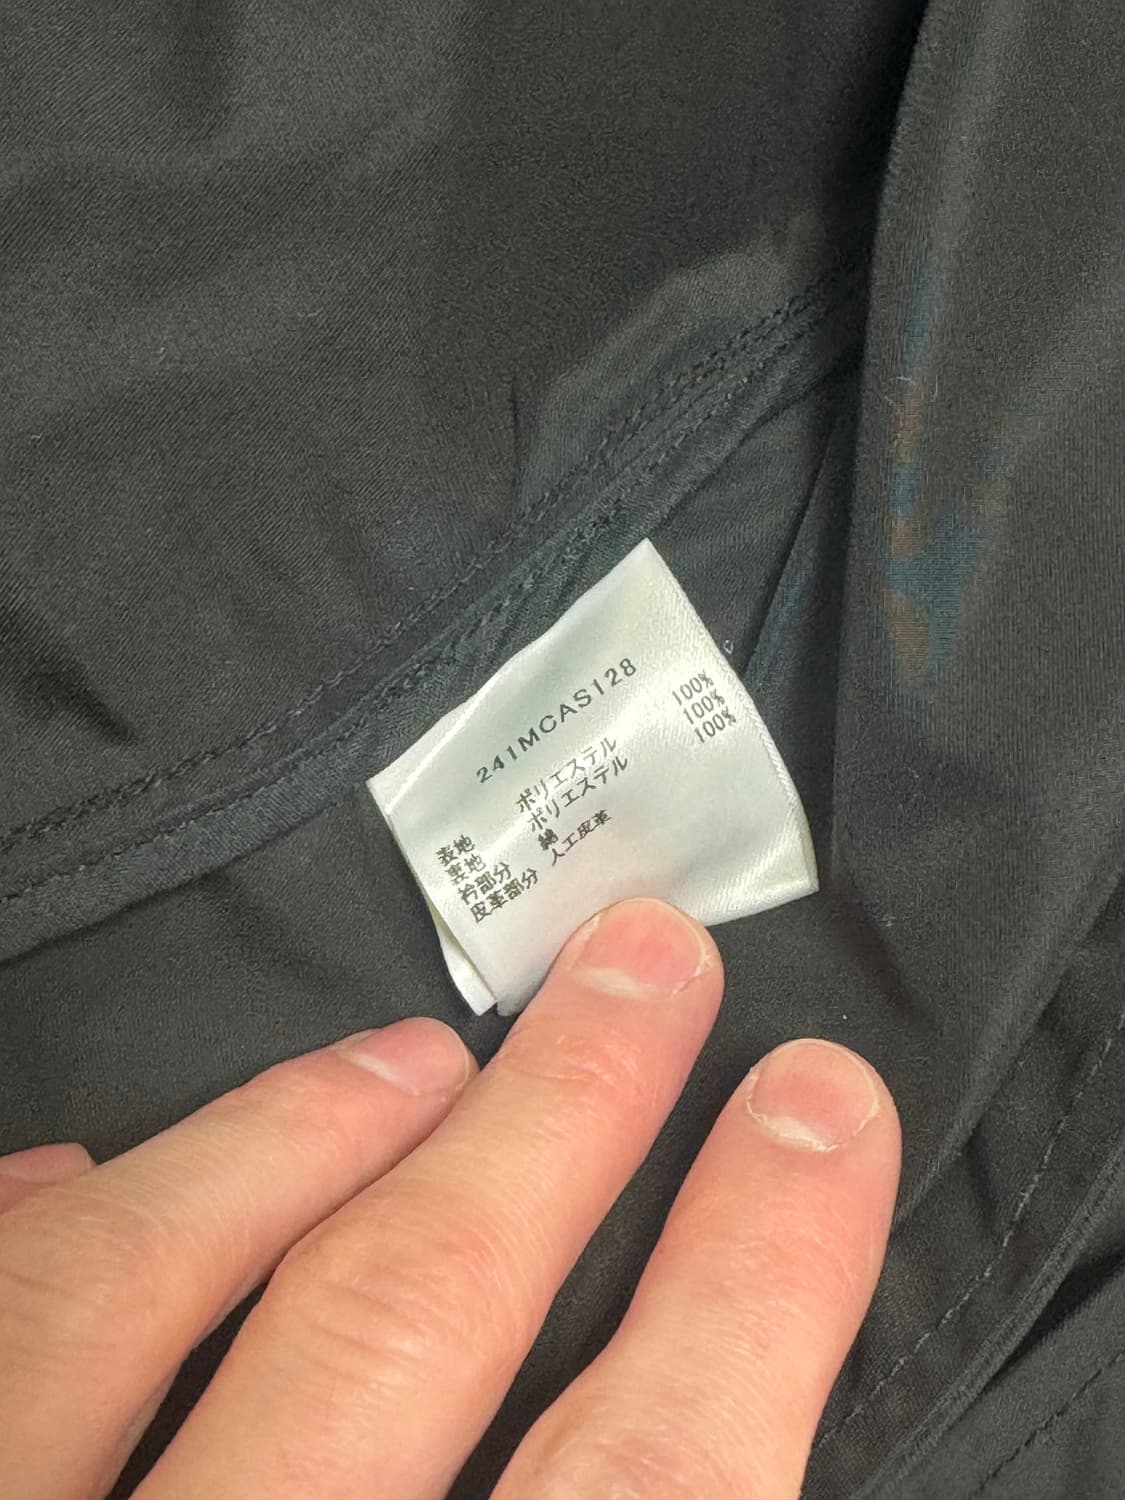 241MCAS128
表地 ポリエステル 100%
裏地 ポリエステル 100%
衿部分 綿 100%
皮革部分 人工皮革